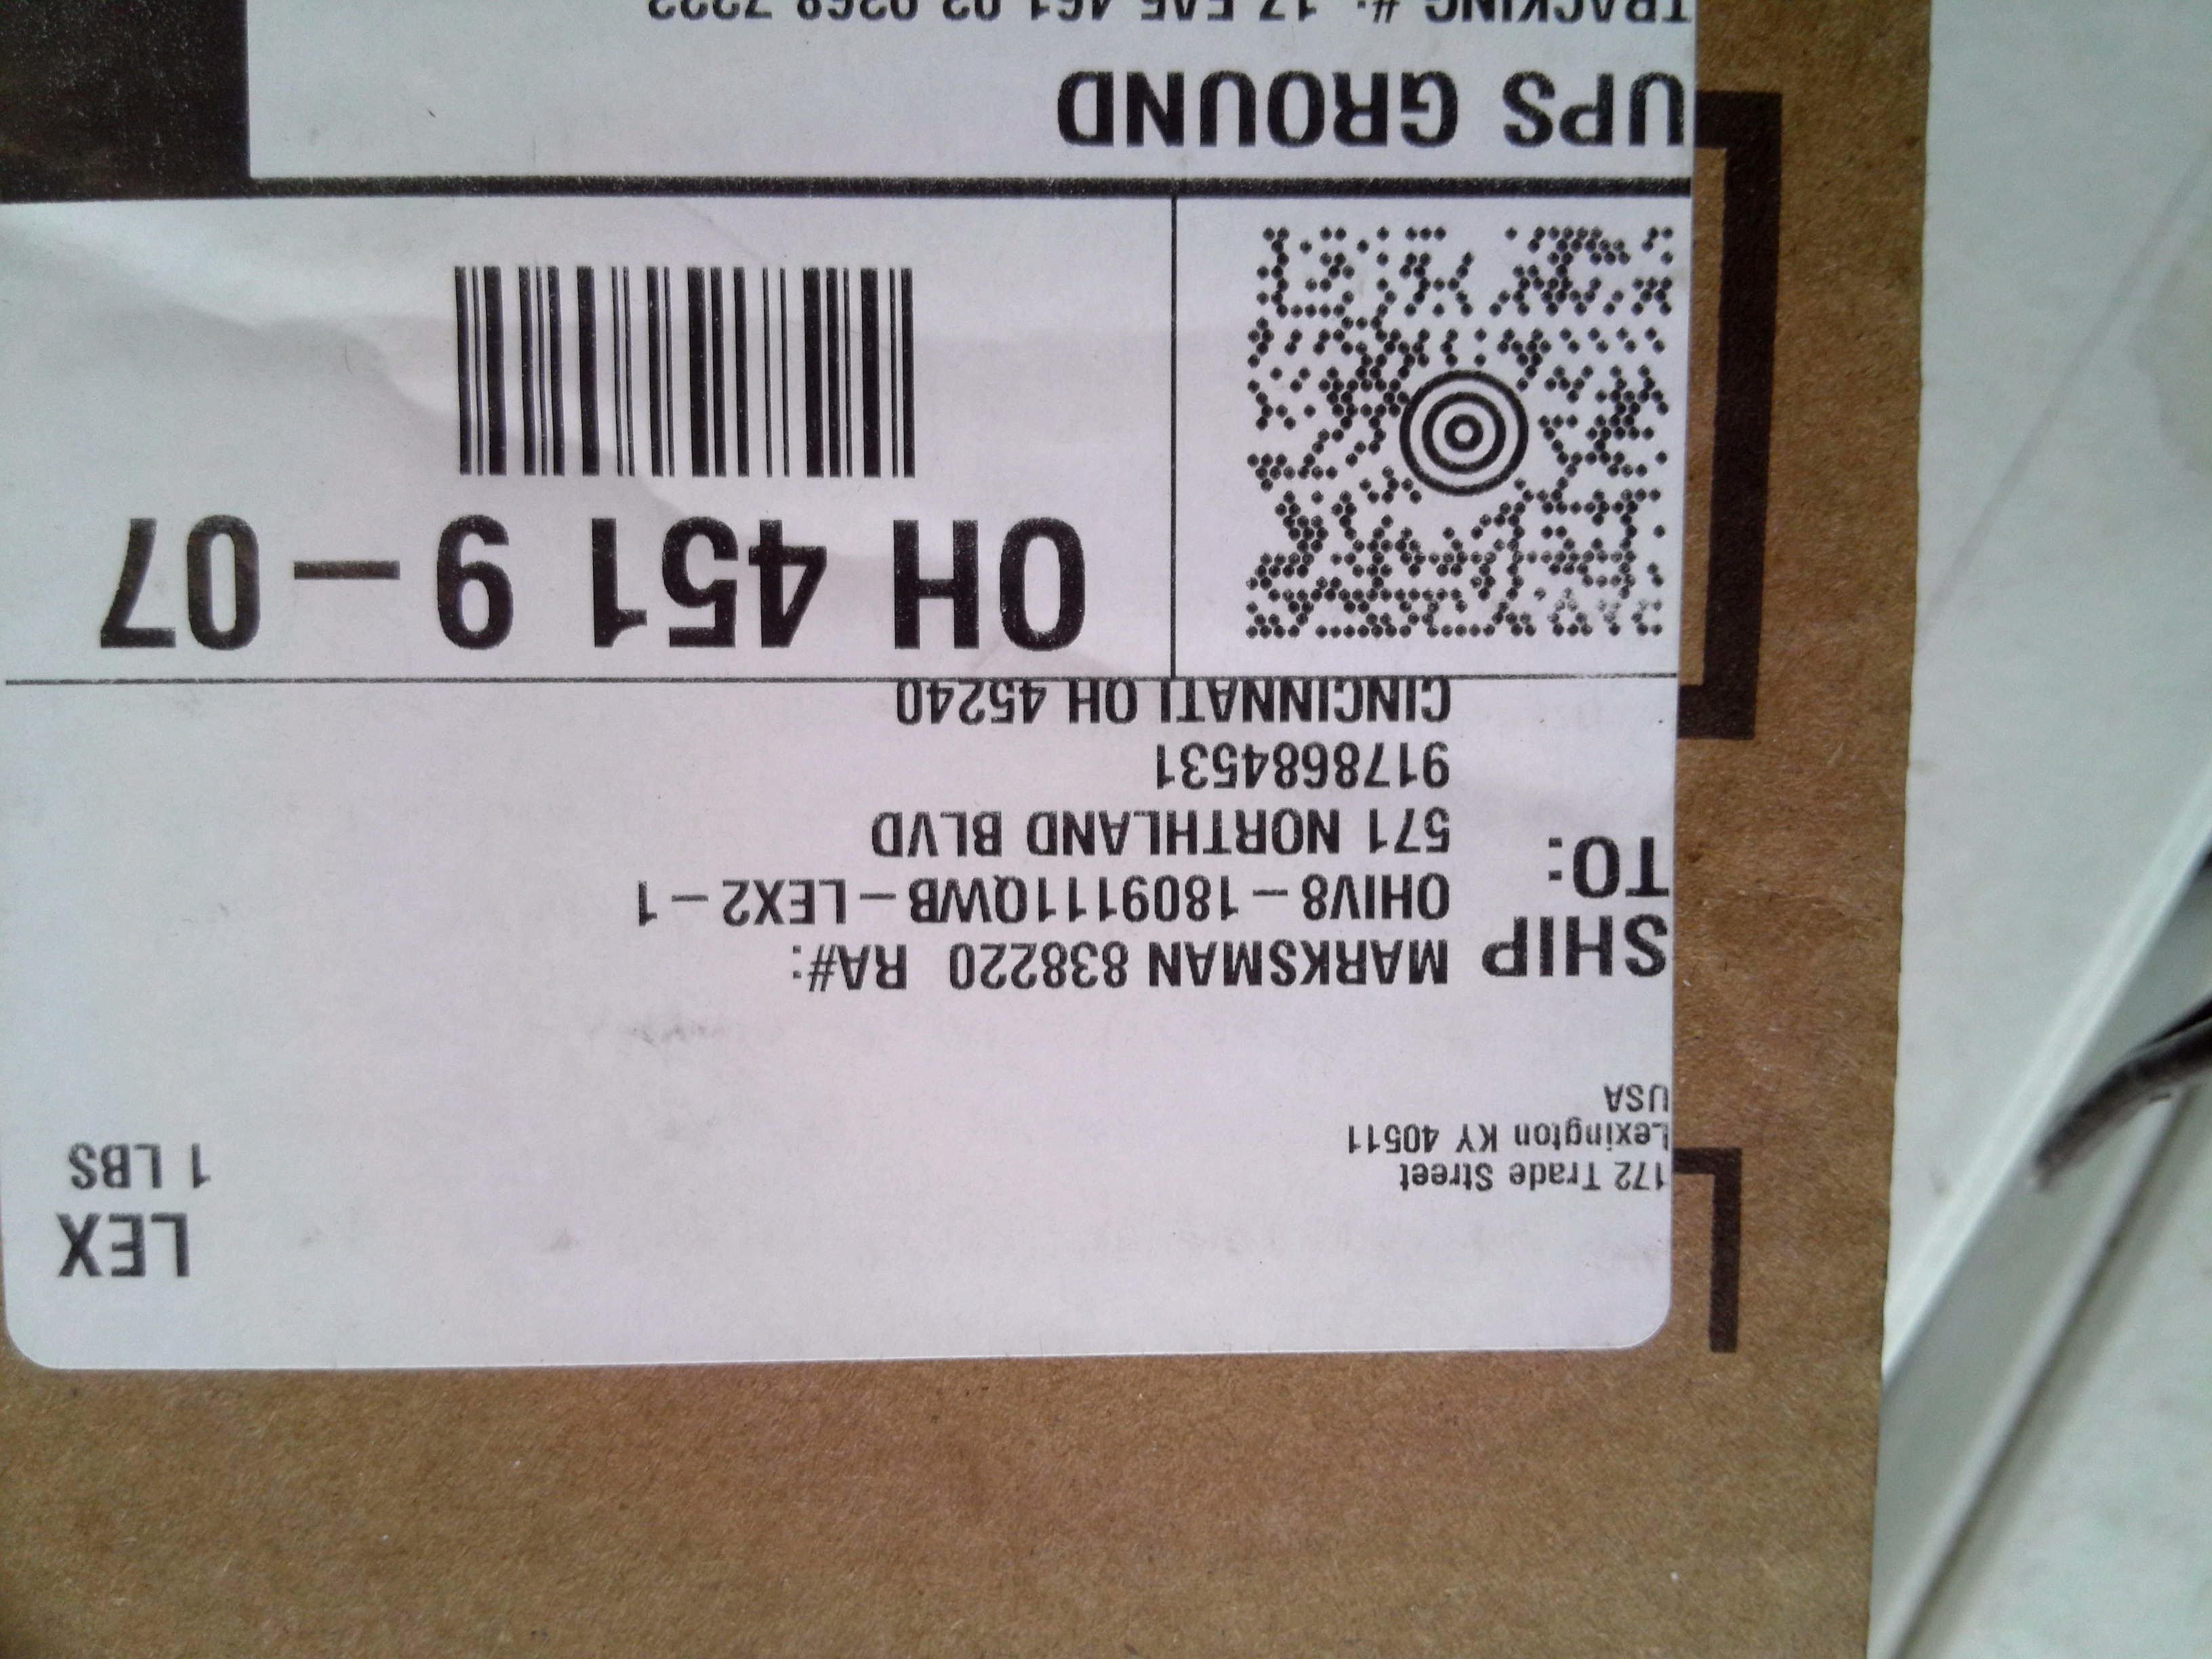 LEX
1 LBS
172 Trade Street
Lexington KY 40511
USA
SHIP
TO:
MARKSMAN 838220 RA#:
OHIV8-1809111QWB-LEX2-1
571 NORTHLAND BLVD
9178684531
CINCINNATI OH 45240
OH 451 9-07
UPS GROUND
TRACKING #: